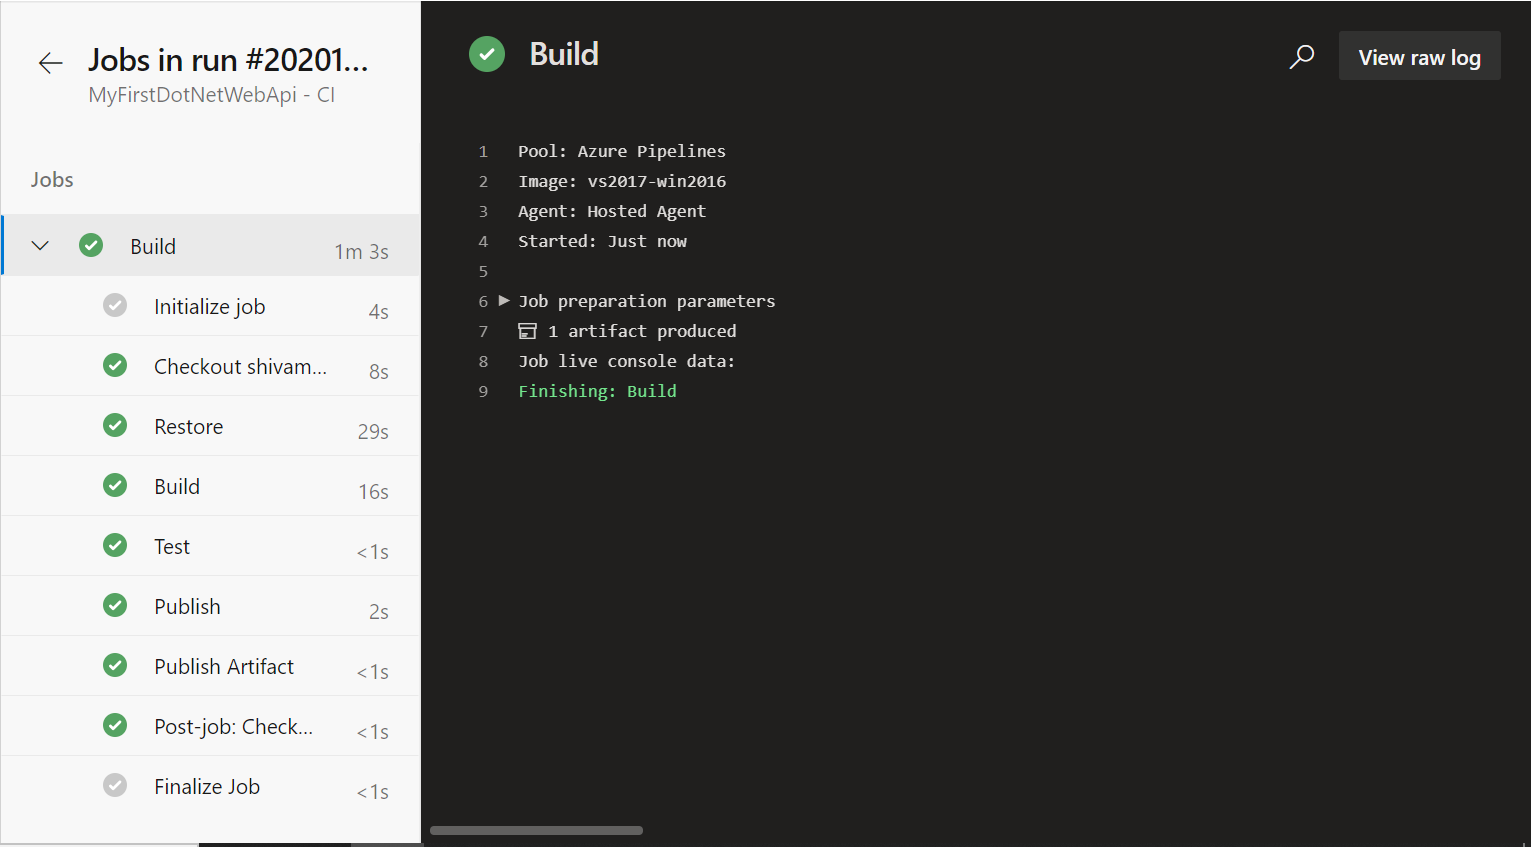 Jobs in run #20201...
MyFirstDotNetWebApi - CI
Jobs
Build 1m 3s
Initialize job 4s
Checkout shivam... 8s
Restore 29s
Build 16s
Test <1s
Publish 2s
Publish Artifact <1s
Post-job: Check... <1s
Finalize Job <1s
Build
View raw log
1 Pool: Azure Pipelines
2 Image: vs2017-win2016
3 Agent: Hosted Agent
4 Started: Just now
5
6 Job preparation parameters
7 1 artifact produced
8 Job live console data:
9 Finishing: Build